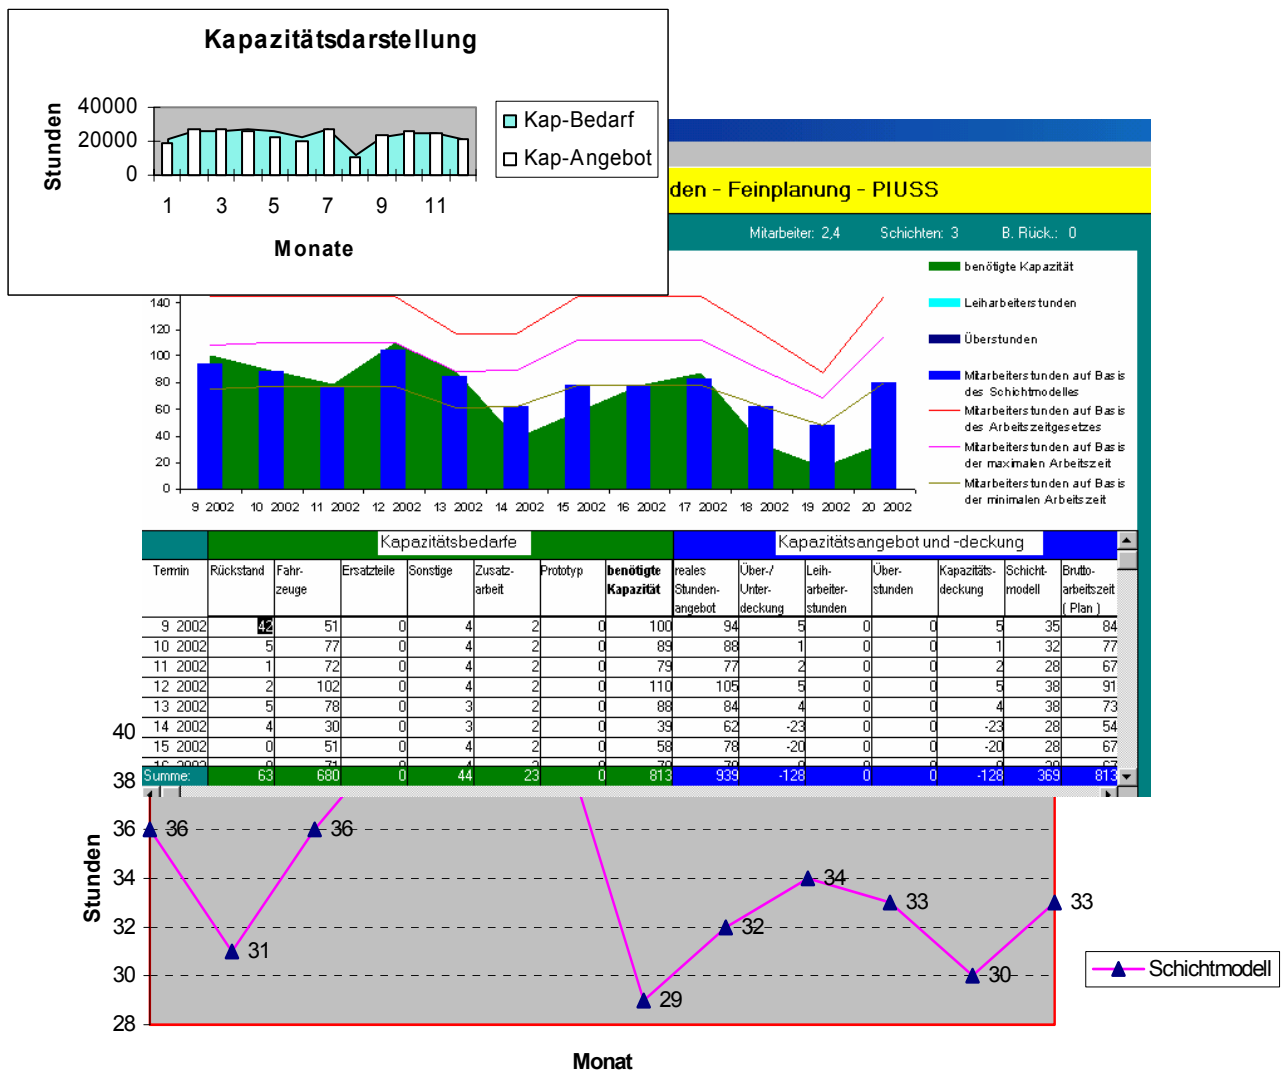 Kapazitätsdarstellung
Stunden
40000
20000
0
1 3 5 7 9 11
Monate
Kap-Bedarf
Kap-Angebot
den - Feinplanung - PIUSS
Mitarbeiter: 2,4 Schichten: 3 B. Rück.: 0
140
120
100
80
60
40
20
0
9 2002 10 2002 11 2002 12 2002 13 2002 14 2002 15 2002 16 2002 17 2002 18 2002 19 2002 20 2002
benötigte Kapazität
Leiharbeiterstunden
Überstunden
Mitarbeiterstunden auf Basis
des Schichtmodelles
Mitarbeiterstunden auf Basis
des Arbeitszeitgesetzes
Mitarbeiterstunden auf Basis
der maximalen Arbeitszeit
Mitarbeiterstunden auf Basis
der minimalen Arbeitszeit
Kapazitätsbedarfe Kapazitätsangebot und -deckung
Termin Rückstand Fahr- Ersatzteile Sonstige Zusatz- Prototyp benötigte reales Über-/ Leih- Über- Kapazitäts- Schicht- Brutto-
zeuge arbeit Kapazität Stunden- Unter- arbeiter- stunden deckung modell arbeitszeit
angebot deckung stunden ( Plan )
9 2002 42 51 0 4 2 0 100 94 5 0 0 5 35 84
10 2002 5 77 0 4 2 0 89 88 1 0 0 1 32 77
11 2002 1 72 0 4 2 0 79 77 2 0 0 2 28 67
12 2002 2 102 0 4 2 0 110 105 5 0 0 5 38 91
13 2002 5 78 0 3 2 0 88 84 4 0 0 4 38 73
14 2002 4 30 0 3 2 0 39 62 -23 0 0 -23 28 54
15 2002 0 51 0 4 2 0 58 78 -20 0 0 -20 28 67
Summe: 63 680 0 44 23 0 813 939 -128 0 0 -128 369 813
Stunden
40
38
36
34
32
30
28
36
31
36
29
32
34
33
30
33
Schichtmodell
Monat